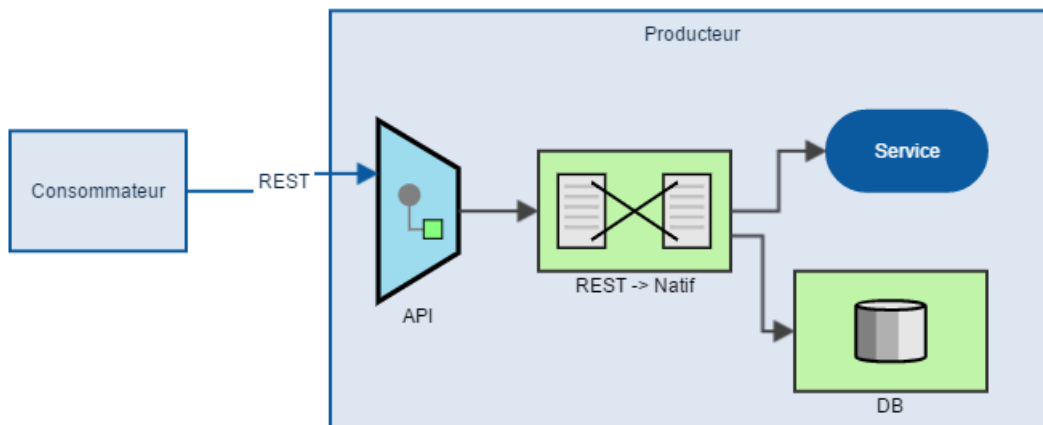 Producteur
Consommateur
REST
Service
REST -> Natif
API
DB